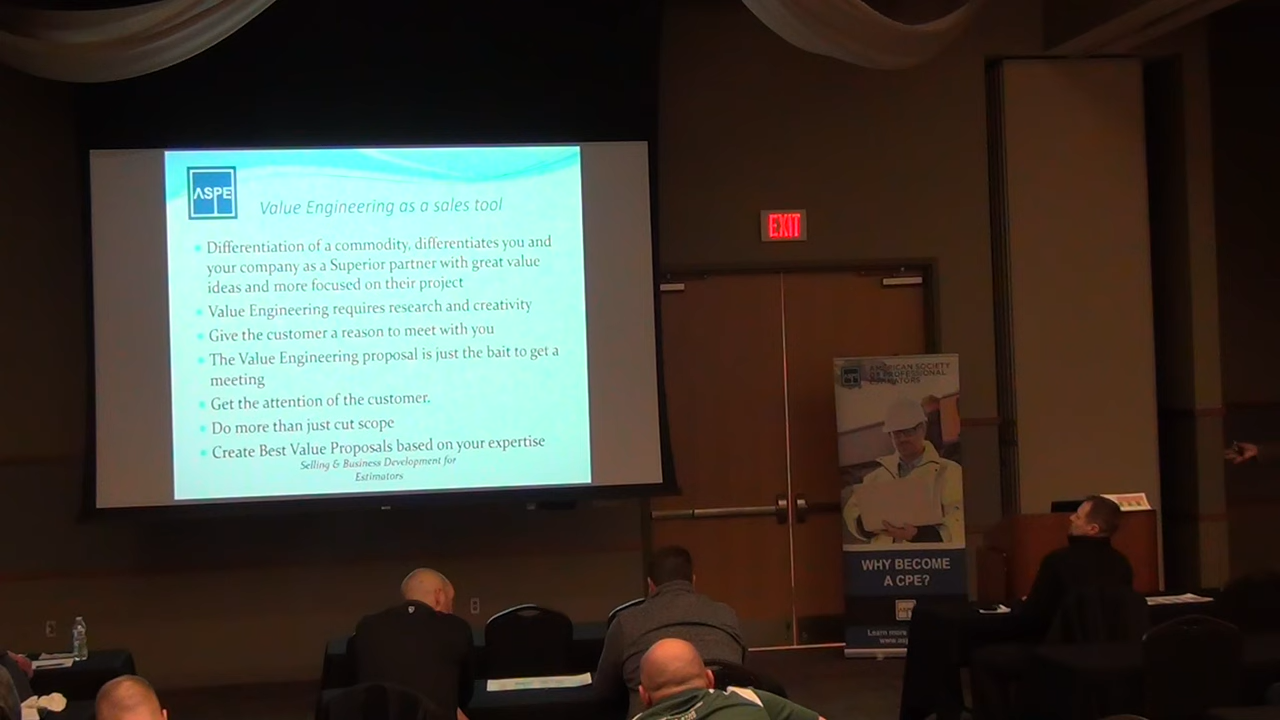 ASPE
Value Engineering as a sales tool
Differentiation of a commodity, differentiates you and
your company as a Superior partner with great value
ideas and more focused on their project
Value Engineering requires research and creativity
Give the customer a reason to meet with you
The Value Engineering proposal is just the bait to get a
meeting
Get the attention of the customer.
Do more than just cut scope
Create Best Value Proposals based on your expertise
Selling & Business Development for
Estimators
EXIT
AMERICAN SOCIETY
OF PROFESSIONAL
ESTIMATORS
WHY BECOME
A CPE?
Learn more